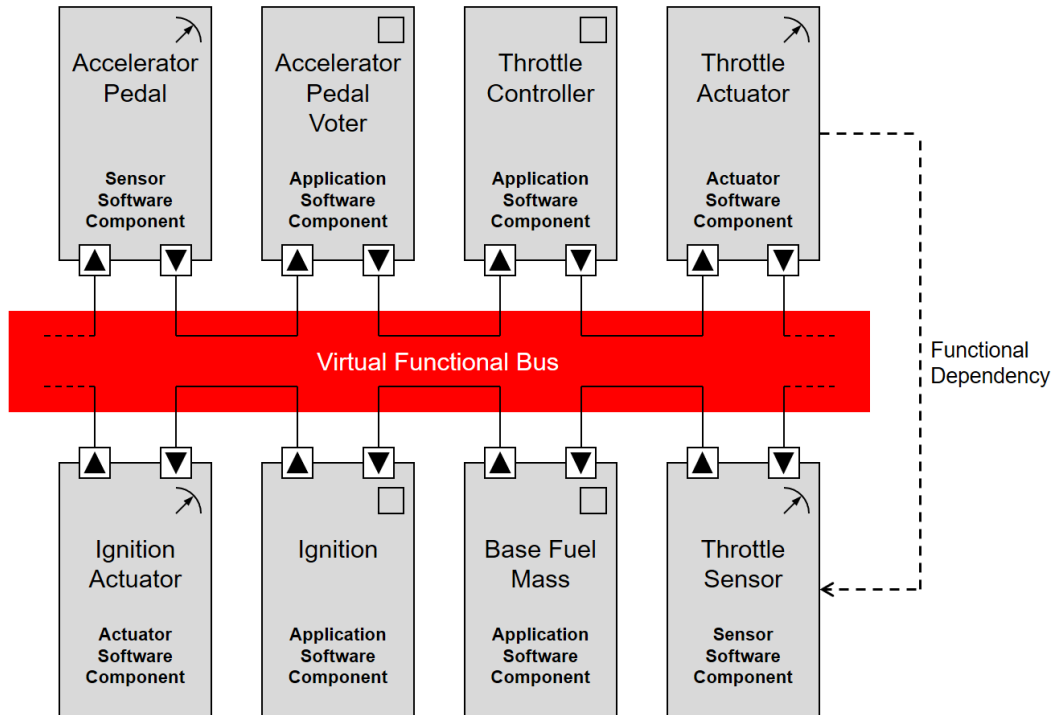 Accelerator
Pedal
Sensor
Software
Component
Accelerator
Pedal
Voter
Application
Software
Component
Throttle
Controller
Application
Software
Component
Throttle
Actuator
Actuator
Software
Component
Virtual Functional Bus
Functional
Dependency
Ignition
Actuator
Actuator
Software
Component
Ignition
Application
Software
Component
Base Fuel
Mass
Application
Software
Component
Throttle
Sensor
Sensor
Software
Component